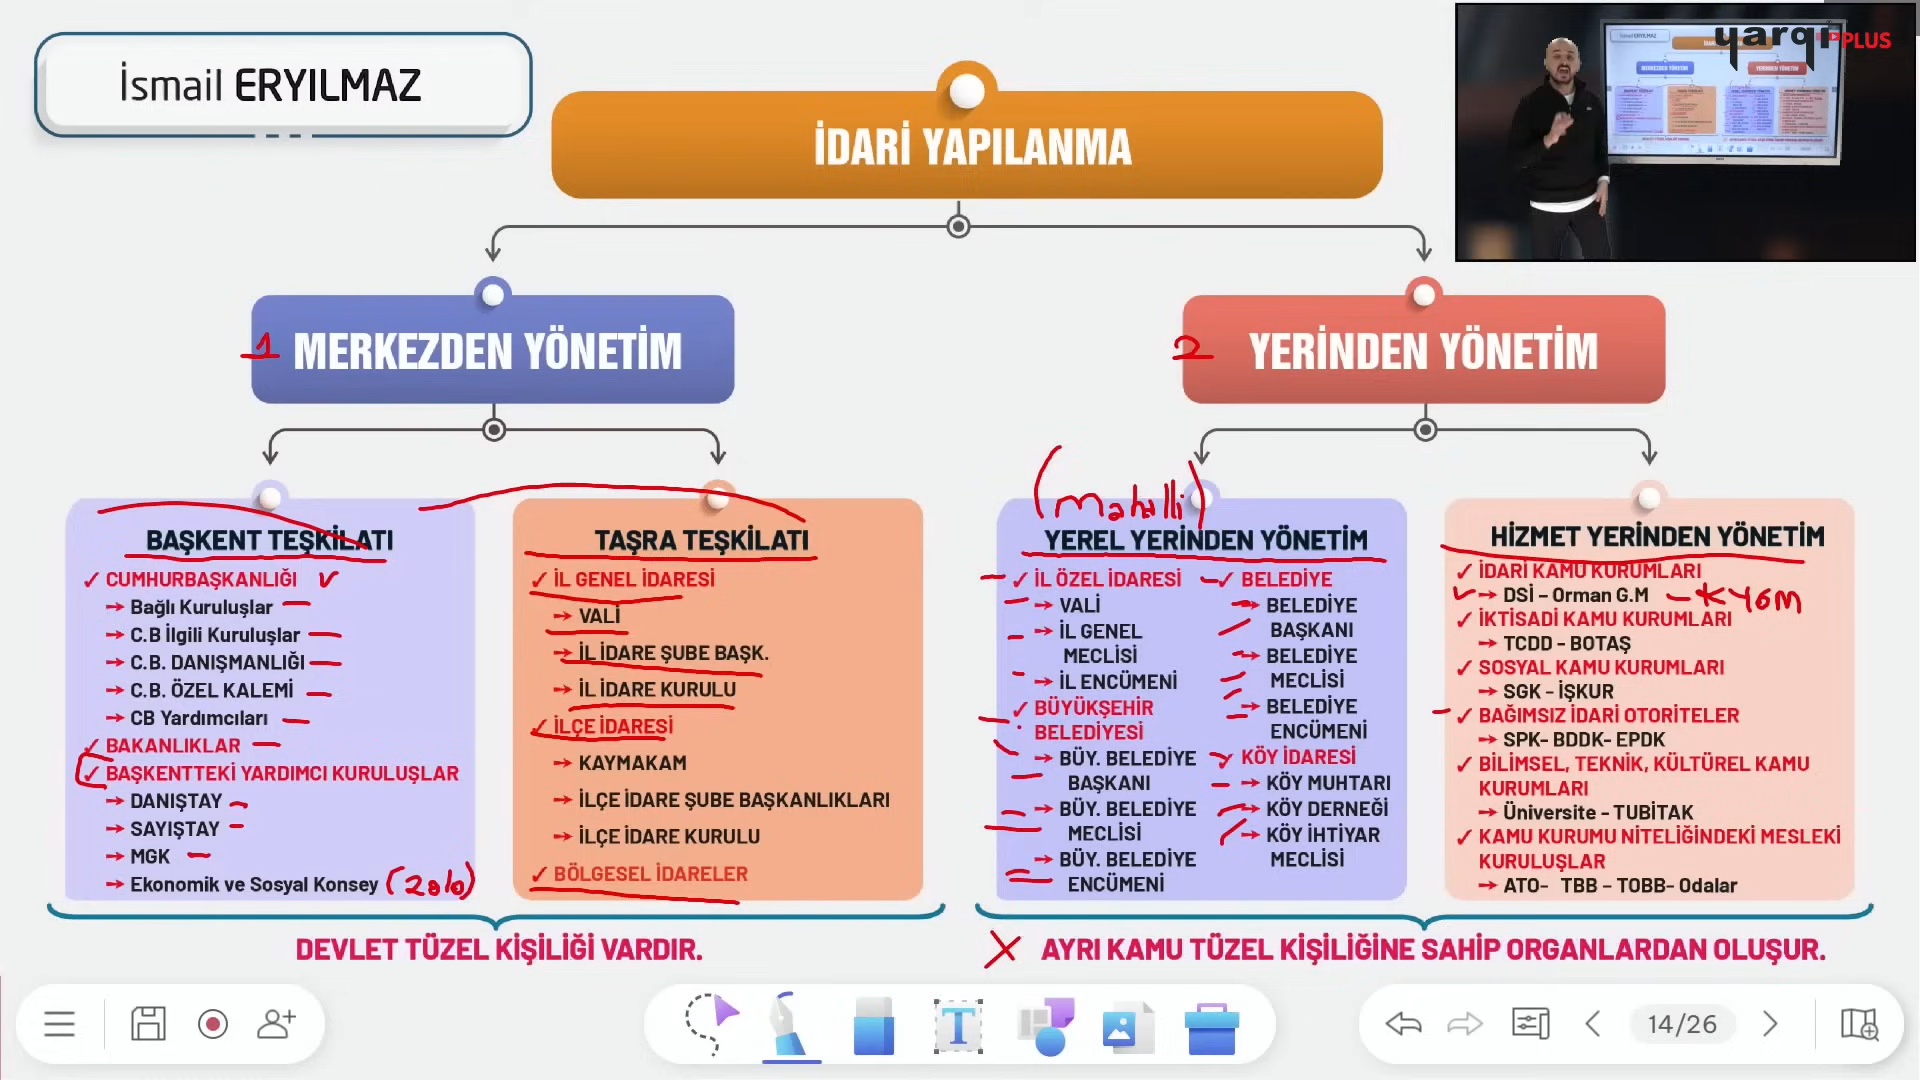 İsmail ERYILMAZ
yarqı PLUS
İDARİ YAPILANMA
1 MERKEZDEN YÖNETİM
2 YERİNDEN YÖNETİM
BAŞKENT TEŞKİLATI
✓ CUMHURBAŞKANLIĞI
→ Bağlı Kuruluşlar
→ C.B İlgili Kuruluşlar
→ C.B. DANIŞMANLIĞI
→ C.B. ÖZEL KALEMİ
→ CB Yardımcıları
✓ BAKANLIKLAR
✓ BAŞKENTTEKİ YARDIMCI KURULUŞLAR
→ DANIŞTAY
→ SAYIŞTAY
→ MGK
→ Ekonomik ve Sosyal Konsey (2010)
TAŞRA TEŞKİLATI
✓ İL GENEL İDARESİ
→ VALİ
→ İL İDARE ŞUBE BAŞK.
→ İL İDARE KURULU
✓ İLÇE İDARESİ
→ KAYMAKAM
→ İLÇE İDARE ŞUBE BAŞKANLIKLARI
→ İLÇE İDARE KURULU
✓ BÖLGESEL İDARELER
DEVLET TÜZEL KİŞİLİĞİ VARDIR.
(Mahalli)
YEREL YERİNDEN YÖNETİM
✓ İL ÖZEL İDARESİ
→ VALİ
→ İL GENEL
MECLİSİ
→ İL ENCÜMENİ
✓ BÜYÜKŞEHİR
BELEDİYESİ
→ BÜY. BELEDİYE
BAŞKANI
→ BÜY. BELEDİYE
MECLİSİ
→ BÜY. BELEDİYE
ENCÜMENİ
✓ BELEDİYE
→ BELEDİYE
BAŞKANI
→ BELEDİYE
MECLİSİ
→ BELEDİYE
ENCÜMENİ
✓ KÖY İDARESİ
→ KÖY MUHTARI
→ KÖY DERNEĞİ
→ KÖY İHTİYAR
MECLİSİ
HİZMET YERİNDEN YÖNETİM
✓ İDARİ KAMU KURUMLARI
→ DSİ – Orman G.M – KYGM
✓ İKTİSADİ KAMU KURUMLARI
→ TCDD - BOTAŞ
✓ SOSYAL KAMU KURUMLARI
→ SGK - İŞKUR
✓ BAĞIMSIZ İDARİ OTORİTELER
→ SPK- BDDK- EPDK
✓ BİLİMSEL, TEKNİK, KÜLTÜREL KAMU
KURUMLARI
→ Üniversite - TUBİTAK
✓ KAMU KURUMU NİTELİĞİNDEKİ MESLEKİ
KURULUŞLAR
→ ATO- TBB – TOBB- Odalar
AYRI KAMU TÜZEL KİŞİLİĞİNE SAHİP ORGANLARDAN OLUŞUR.
14/26